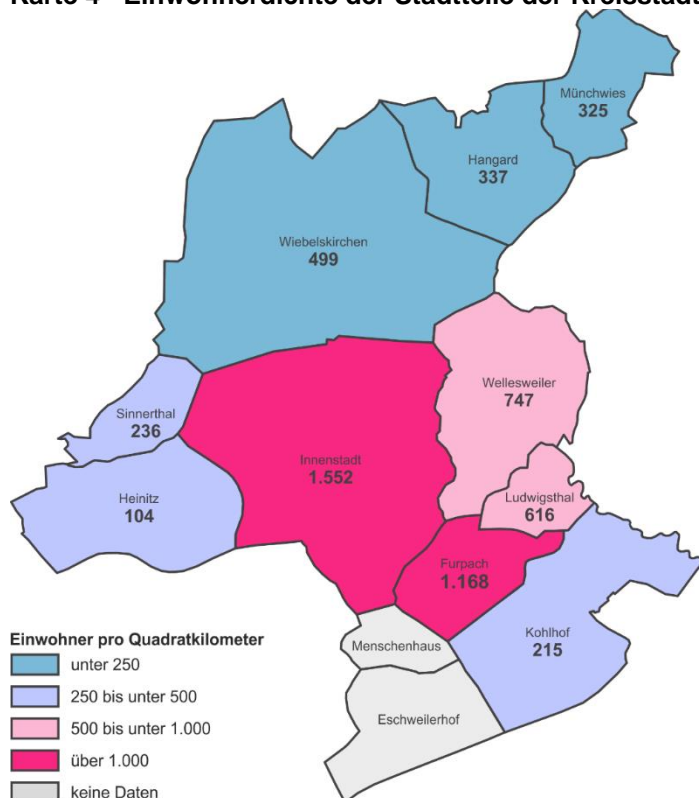 Karte 4 - Einwohnerdichte der Stadtteile der Kreisstadt
Münchwies
325
Hangard
337
Wiebelskirchen
499
Wellesweiler
747
Sinnerthal
236
Innenstadt
1.552
Heinitz
104
Ludwigsthal
616
Furpach
1.168
Kohlhof
215
Menschenhaus
Eschweilerhof
Einwohner pro Quadratkilometer
unter 250
250 bis unter 500
500 bis unter 1.000
über 1.000
keine Daten